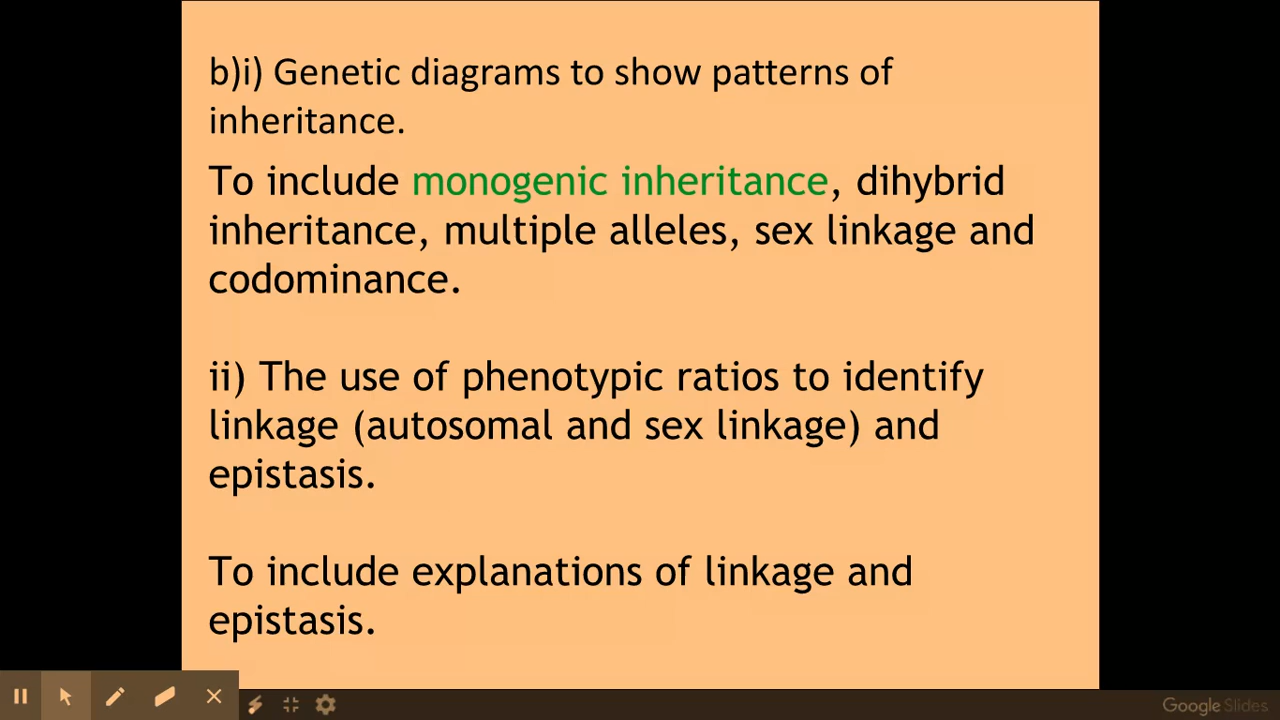 b)i) Genetic diagrams to show patterns of
inheritance.
To include monogenic inheritance, dihybrid
inheritance, multiple alleles, sex linkage and
codominance.
ii) The use of phenotypic ratios to identify
linkage (autosomal and sex linkage) and
epistasis.
To include explanations of linkage and
epistasis.
Google Slides